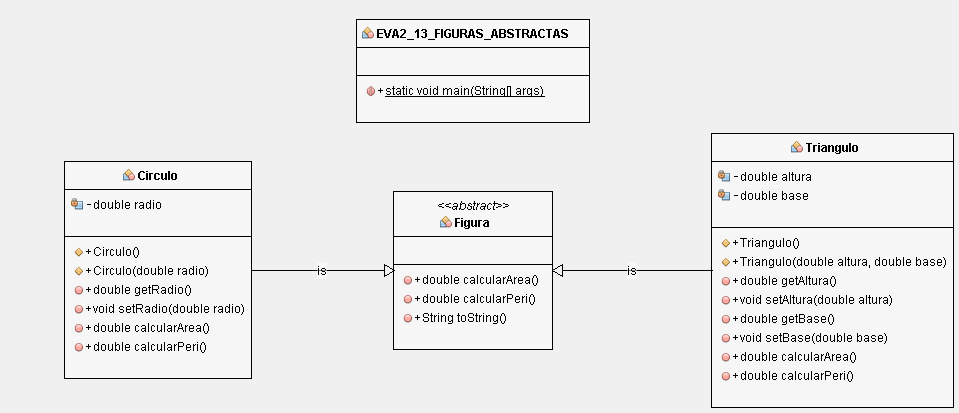 EVA2_13_FIGURAS_ABSTRACTAS
+ static void main(String[] args)
Circulo
- double radio
+ Circulo()
+ Circulo(double radio)
+ double getRadio()
+ void setRadio(double radio)
+ double calcularArea()
+ double calcularPeri()
is
<<abstract>>
Figura
+ double calcularArea()
+ double calcularPeri()
+ String toString()
is
Triangulo
- double altura
- double base
+ Triangulo()
+ Triangulo(double altura, double base)
+ double getAltura()
+ void setAltura(double altura)
+ double getBase()
+ void setBase(double base)
+ double calcularArea()
+ double calcularPeri()